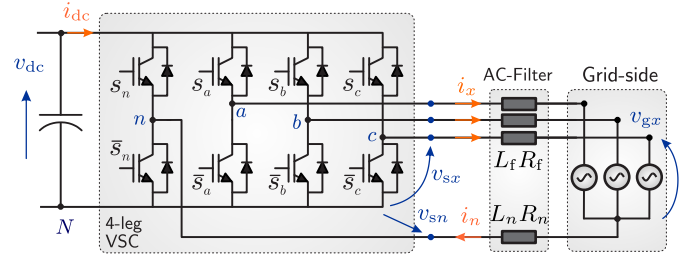 i_dc
v_dc
s_n
s_a
s_b
s_c
n
a
b
c
s̅_n
s̅_a
s̅_b
s̅_c
N
4-leg
VSC
i_x
AC-Filter
Grid-side
v_gx
L_f R_f
v_sx
v_sn
i_n
L_n R_n